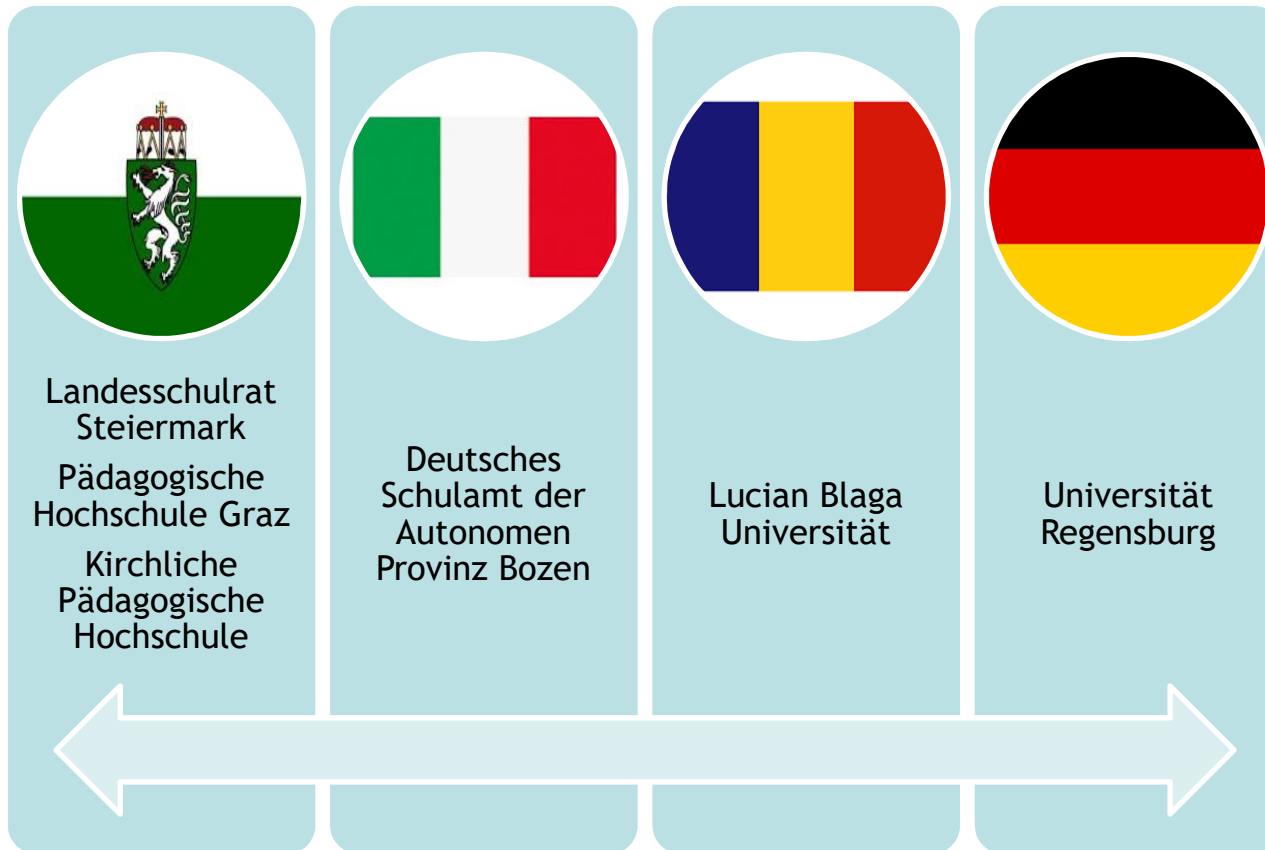 Landesschulrat
Steiermark
Pädagogische
Hochschule Graz
Kirchliche
Pädagogische
Hochschule
Deutsches
Schulamt der
Autonomen
Provinz Bozen
Lucian Blaga
Universität
Universität
Regensburg